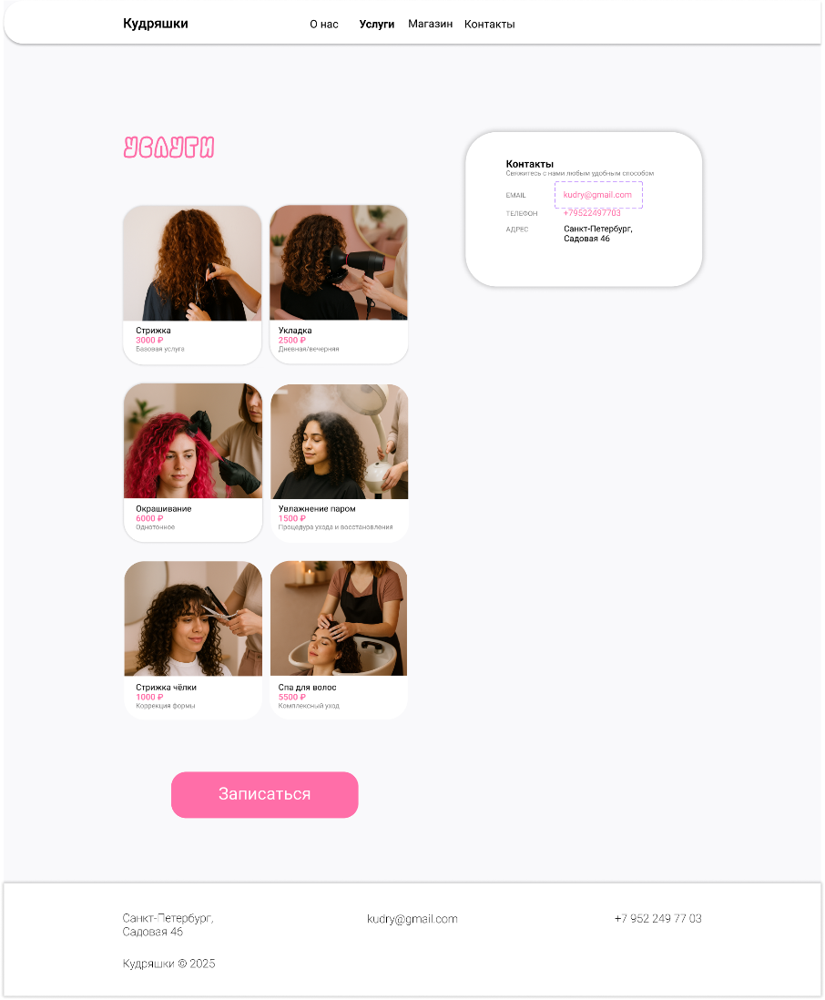 Кудряшки
О нас Услуги Магазин Контакты
УСЛУГИ
Контакты
Свяжитесь с нами любым удобным способом
EMAIL kudry@gmail.com
ТЕЛЕФОН +79522497703
АДРЕС Санкт-Петербург,
Садовая 46
Стрижка
3000 ₽
Базовая услуга
Укладка
2500 ₽
Дневная/вечерняя
Окрашивание
6000 ₽
Однотонное
Увлажнение паром
1500 ₽
Процедура ухода и восстановления
Стрижка чёлки
1000 ₽
Коррекция формы
Спа для волос
5500 ₽
Комплексный уход
Записаться
Санкт-Петербург,
Садовая 46
kudry@gmail.com
+7 952 249 77 03
Кудряшки © 2025